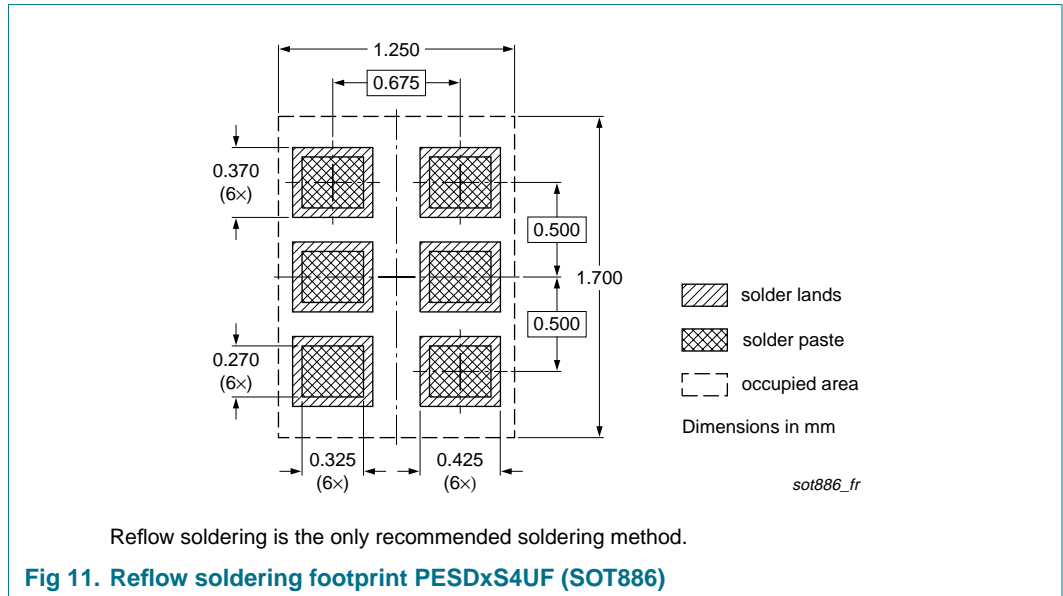 1.250
0.675
0.370
(6×)
0.500
1.700
0.500
0.270
(6×)
0.325
(6×)
0.425
(6×)
solder lands
solder paste
occupied area
Dimensions in mm
sot886_fr
Reflow soldering is the only recommended soldering method.
Fig 11. Reflow soldering footprint PESDxS4UF (SOT886)